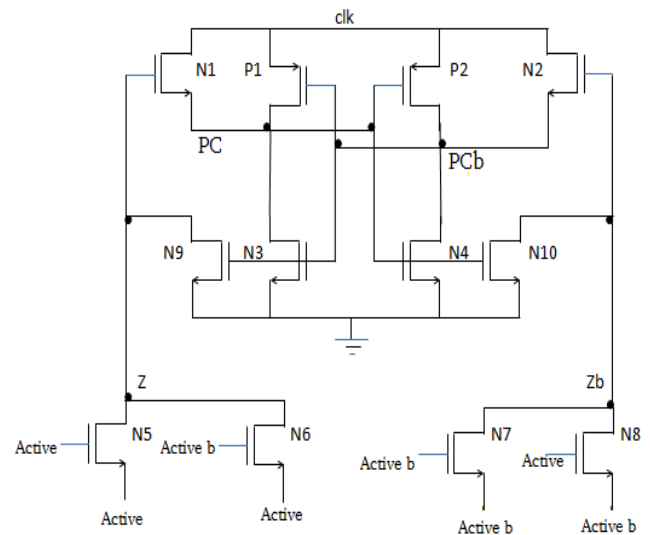 clk
N1
P1
P2
N2
PC
PCb
N9
N3
N4
N10
Z
Zb
Active
N5
Active b
N6
Active b
N7
Active
N8
Active
Active
Active b
Active b